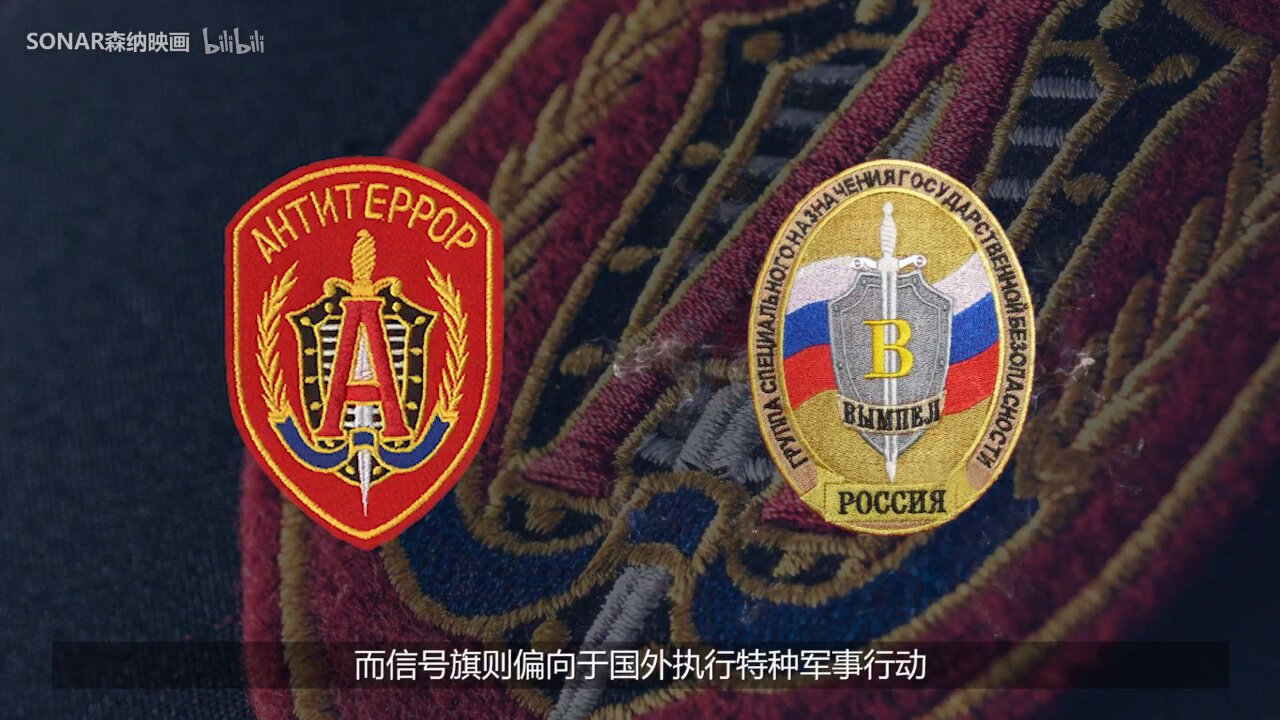 SONAR森纳映画 bilibili
АНТИТЕРРОР
А
ГРУППА СПЕЦИАЛЬНОГО НАЗНАЧЕНИЯ ГОСУДАРСТВЕННОЙ БЕЗОПАСНОСТИ
В
ВЫМПЕЛ
РОССИЯ
而信号旗则偏向于国外执行特种军事行动